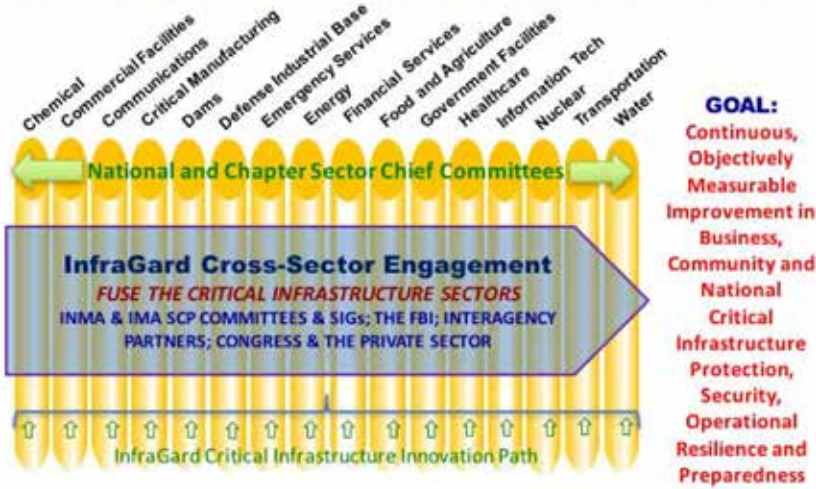 Chemical
Commercial Facilities
Communications
Critical Manufacturing
Dams
Defense Industrial Base
Emergency Services
Energy
Financial Services
Food and Agriculture
Government Facilities
Healthcare
Information Tech
Nuclear
Transportation
Water
National and Chapter Sector Chief Committees
InfraGard Cross-Sector Engagement
FUSE THE CRITICAL INFRASTRUCTURE SECTORS
INMA & IMA SCP COMMITTEES & SIGs; THE FBI; INTERAGENCY
PARTNERS; CONGRESS & THE PRIVATE SECTOR
InfraGard Critical Infrastructure Innovation Path
GOAL:
Continuous,
Objectively
Measurable
Improvement in
Business,
Community and
National
Critical
Infrastructure
Protection,
Security,
Operational
Resilience and
Preparedness